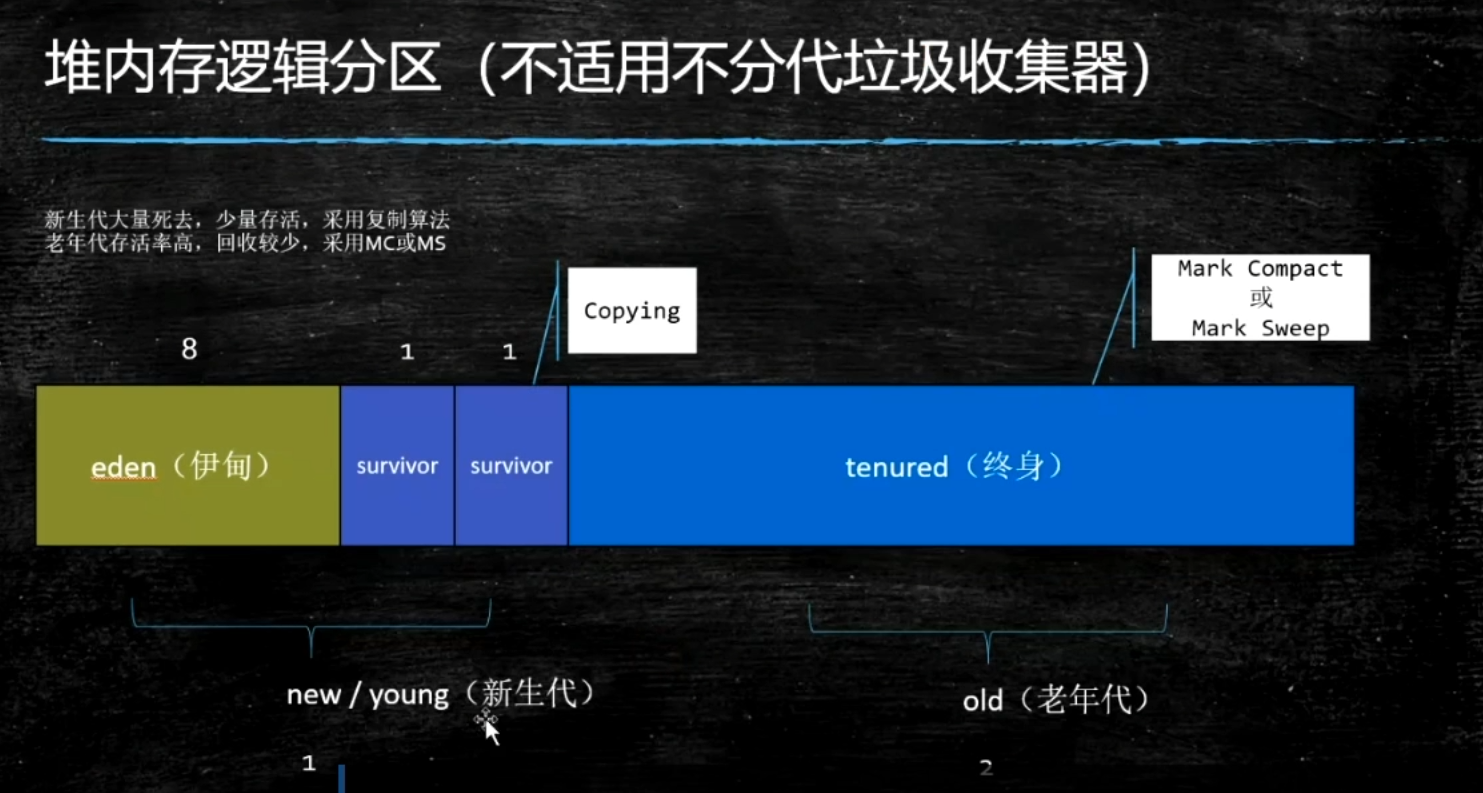 堆内存逻辑分区（不适用不分代垃圾收集器）
新生代大量死去，少量存活，采用复制算法
老年代存活率高，回收较少，采用MC或MS
Copying
Mark Compact
或
Mark Sweep
8
1
1
eden（伊甸）
survivor
survivor
tenured（终身）
new / young（新生代）
old（老年代）
1
2